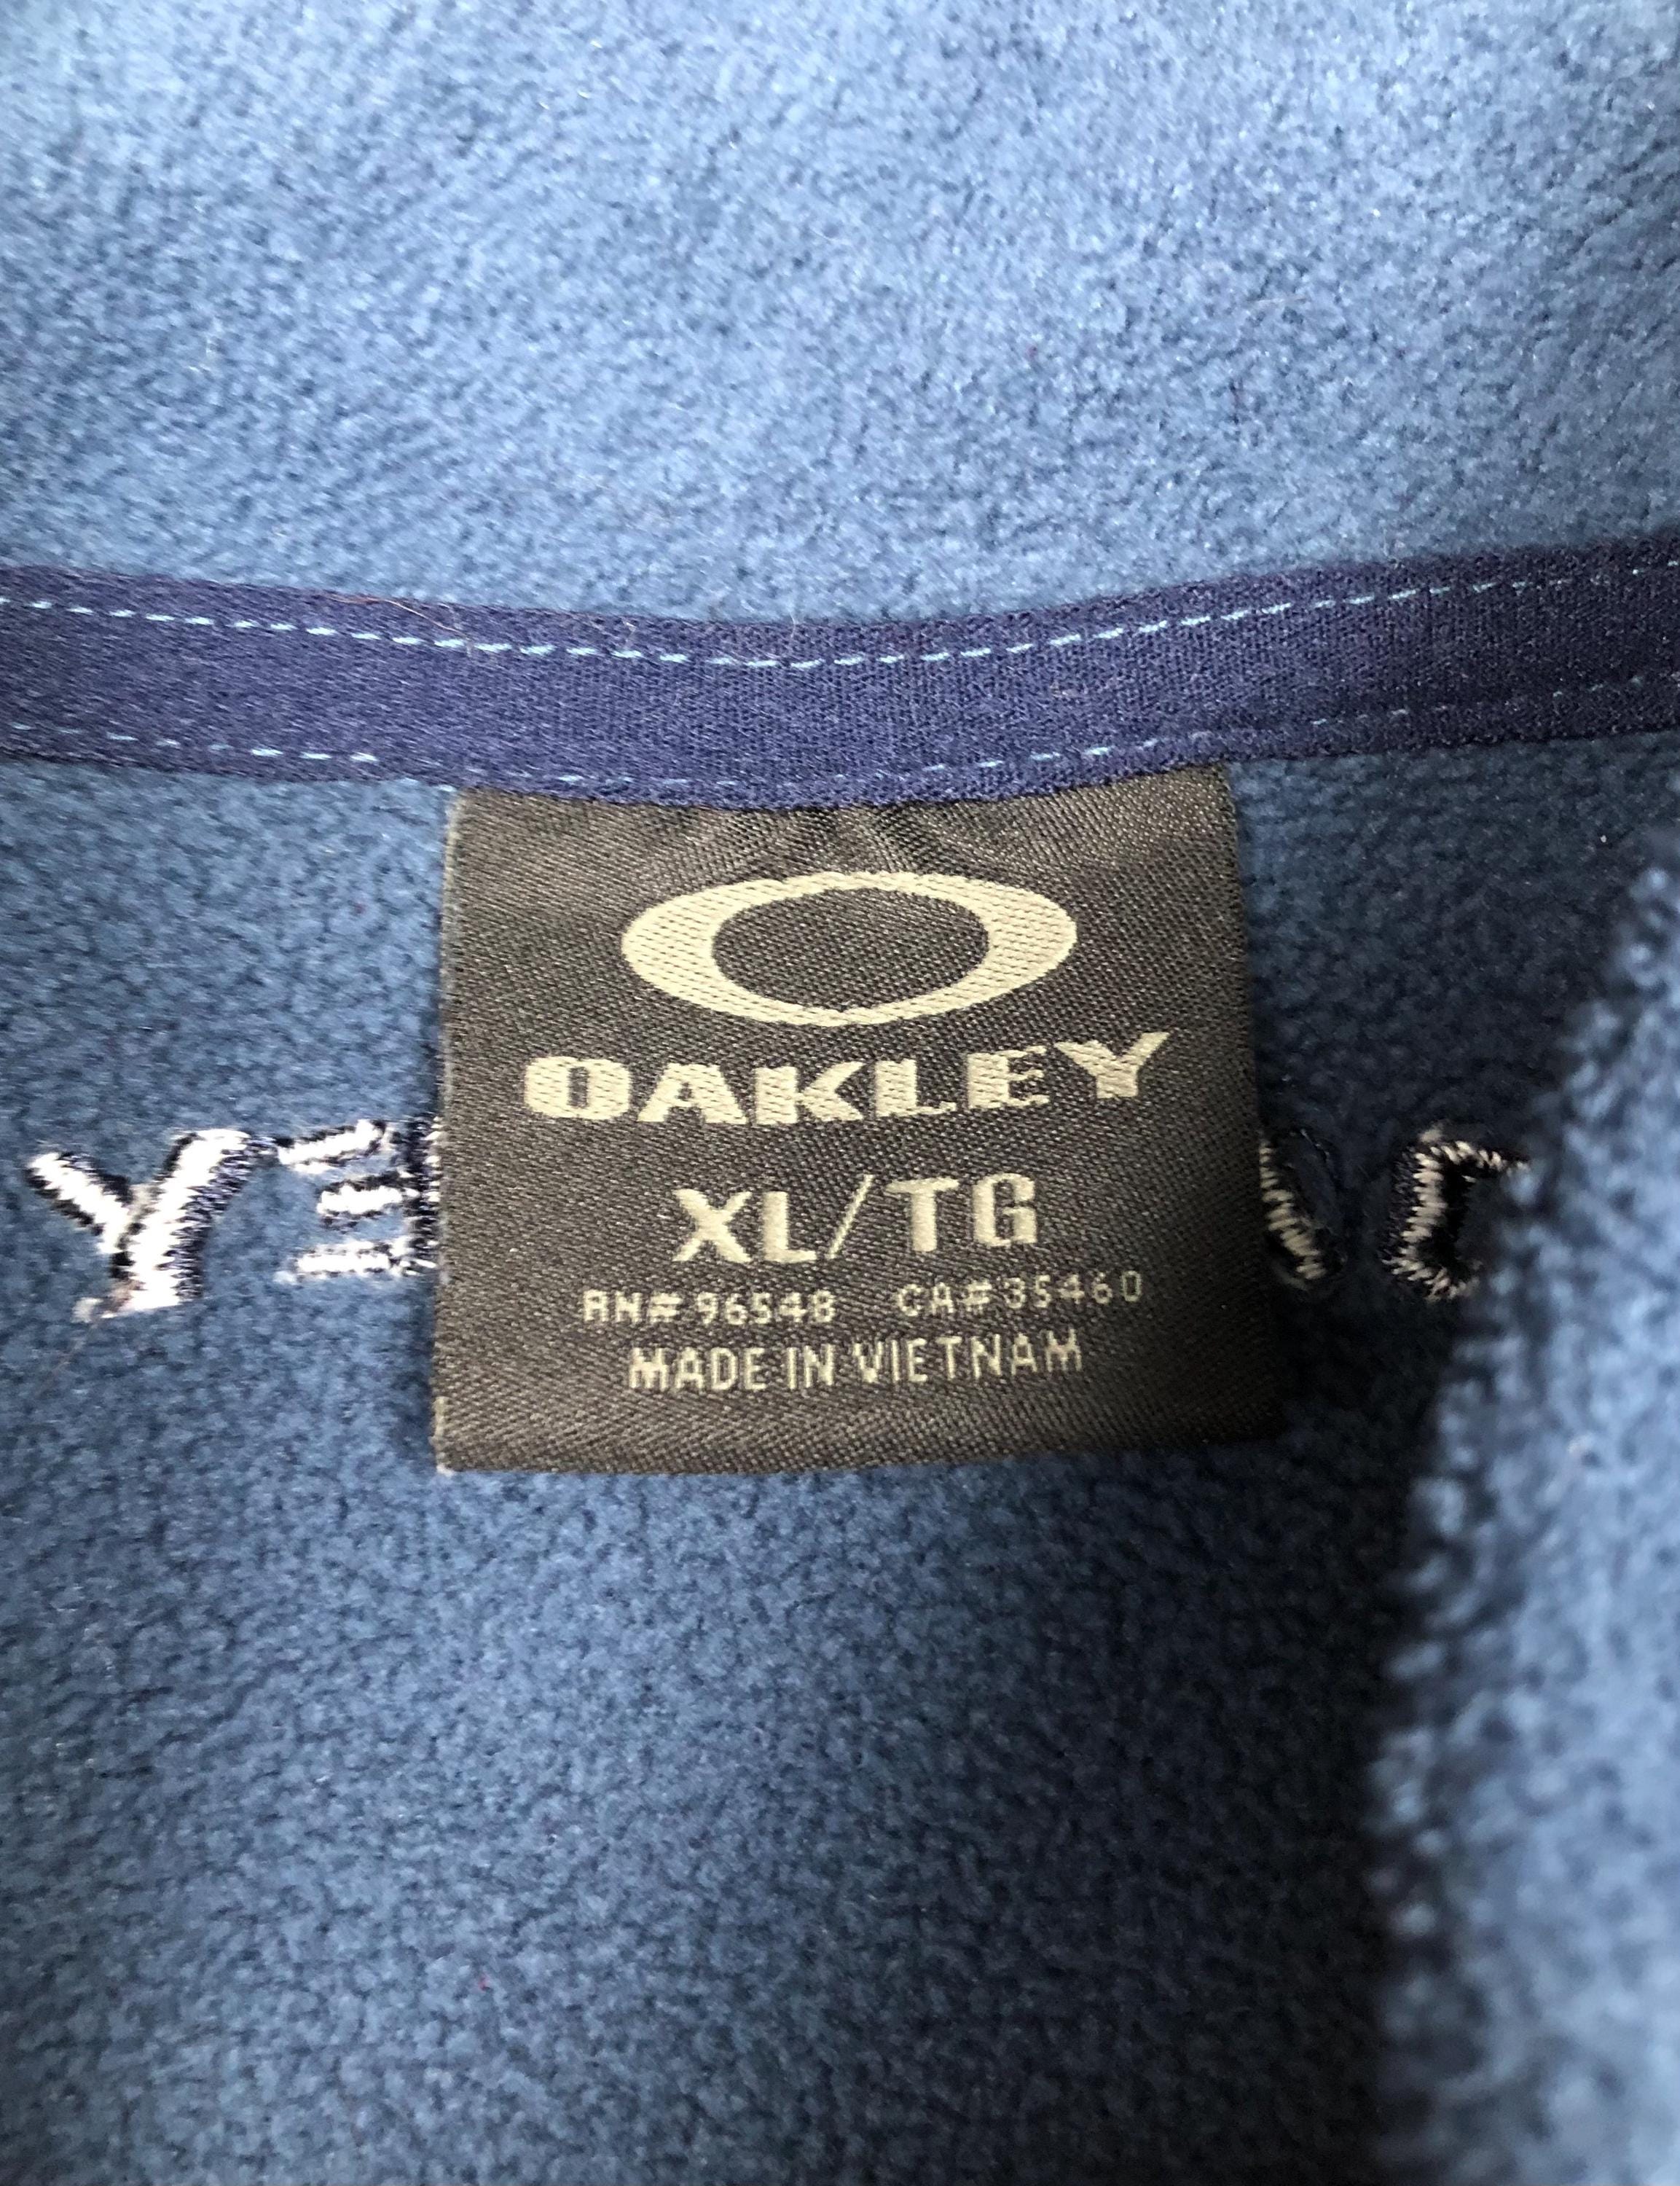 OAKLEY
XL/TG
RN# 96548 CA# 35460
MADE IN VIETNAM